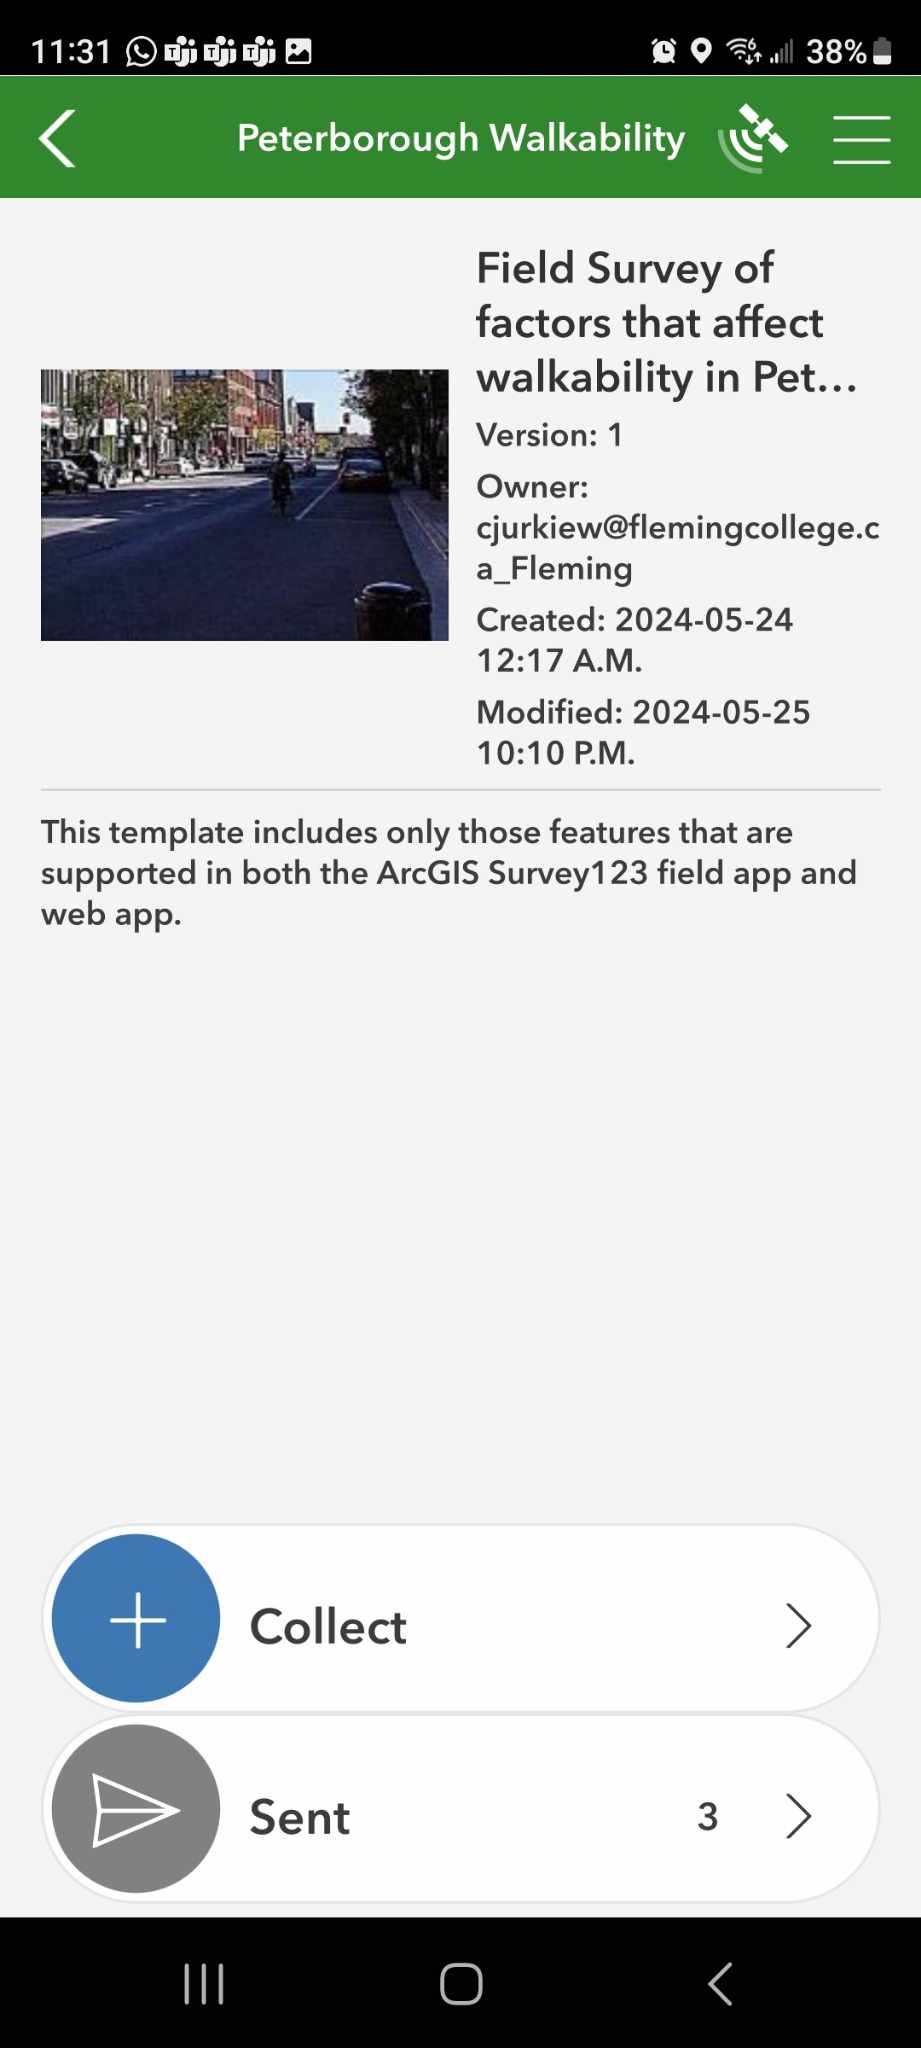 11:31 38%
Peterborough Walkability
Field Survey of
factors that affect
walkability in Pet...
Version: 1
Owner:
cjurkiew@flemingcollege.c
a_Fleming
Created: 2024-05-24
12:17 A.M.
Modified: 2024-05-25
10:10 P.M.
This template includes only those features that are
supported in both the ArcGIS Survey123 field app and
web app.
Collect
Sent 3